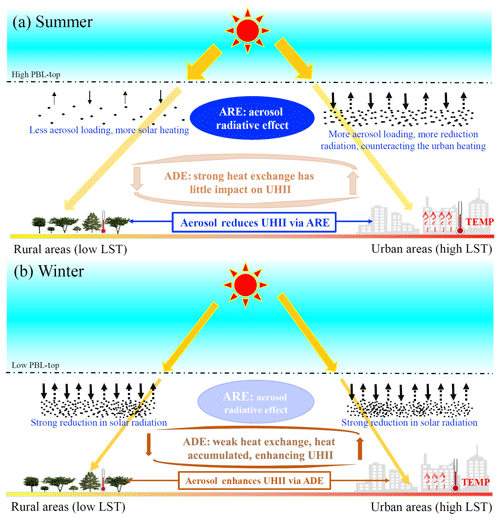 (a) Summer
High PBL-top
ARE: aerosol
radiative effect
Less aerosol loading, more solar heating
More aerosol loading, more reduction
radiation, counteracting the urban heating
ADE: strong heat exchange has
little impact on UHII
Aerosol reduces UHII via ARE
TEMP
Rural areas (low LST)
Urban areas (high LST)
(b) Winter
Low PBL-top
ARE: aerosol
radiative effect
Strong reduction in solar radiation
Strong reduction in solar radiation
ADE: weak heat exchange, heat
accumulated, enhancing UHII
Aerosol enhances UHII via ADE
TEMP
Rural areas (low LST)
Urban areas (high LST)